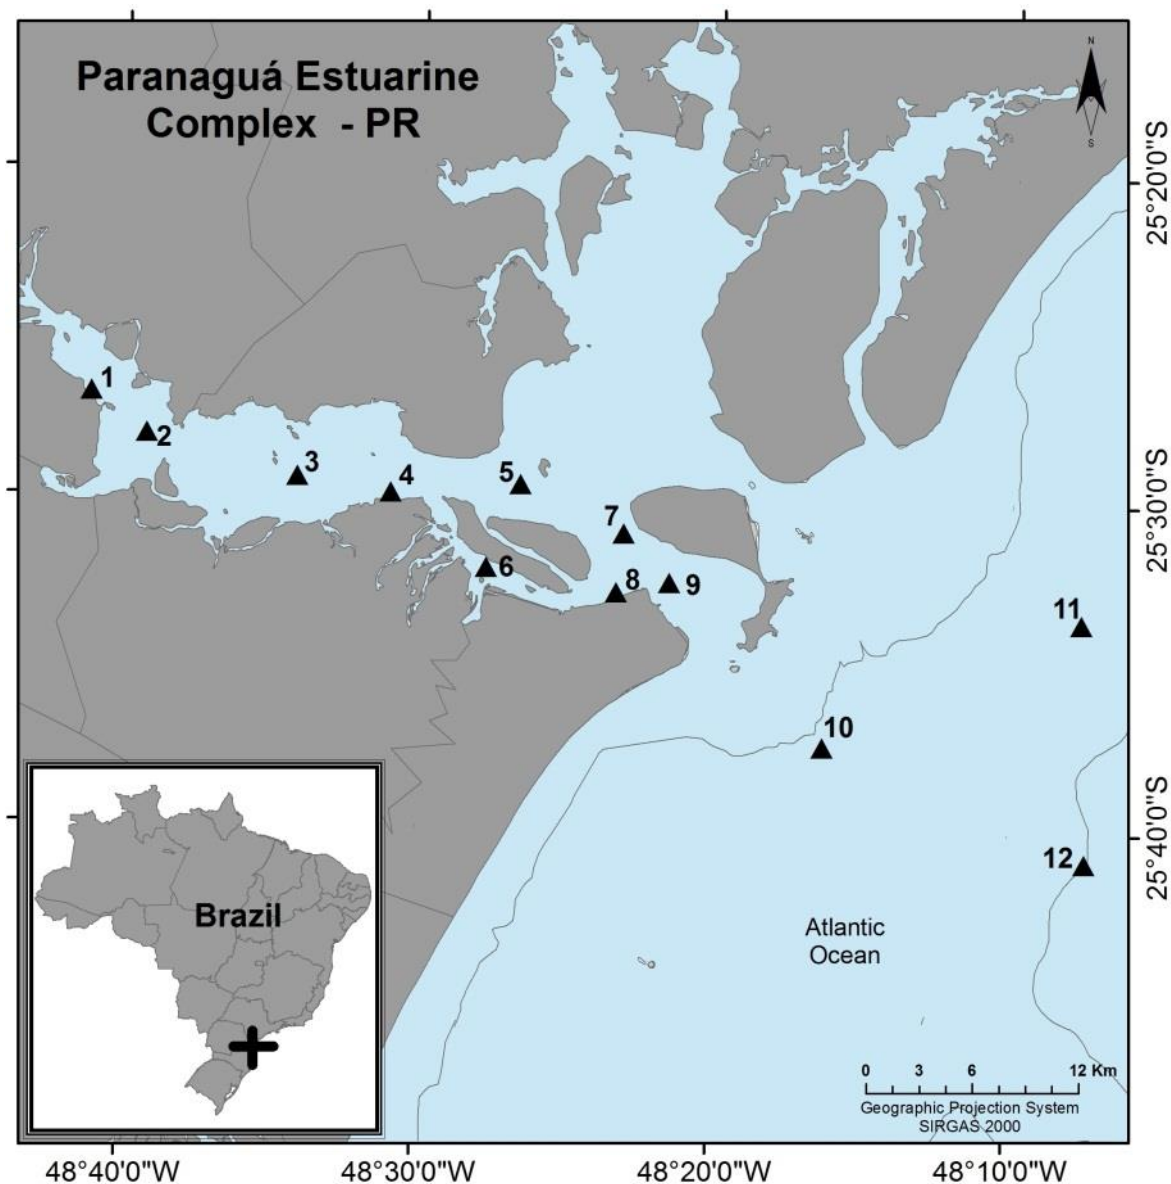 Paranaguá Estuarine
Complex - PR
N
S
25°20'0"S
1
2
3
4
5
25°30'0"S
7
6
8
9
11
10
25°40'0"S
12
Brazil
Atlantic
Ocean
0 3 6 12 Km
Geographic Projection System
SIRGAS 2000
48°40'0"W 48°30'0"W 48°20'0"W 48°10'0"W